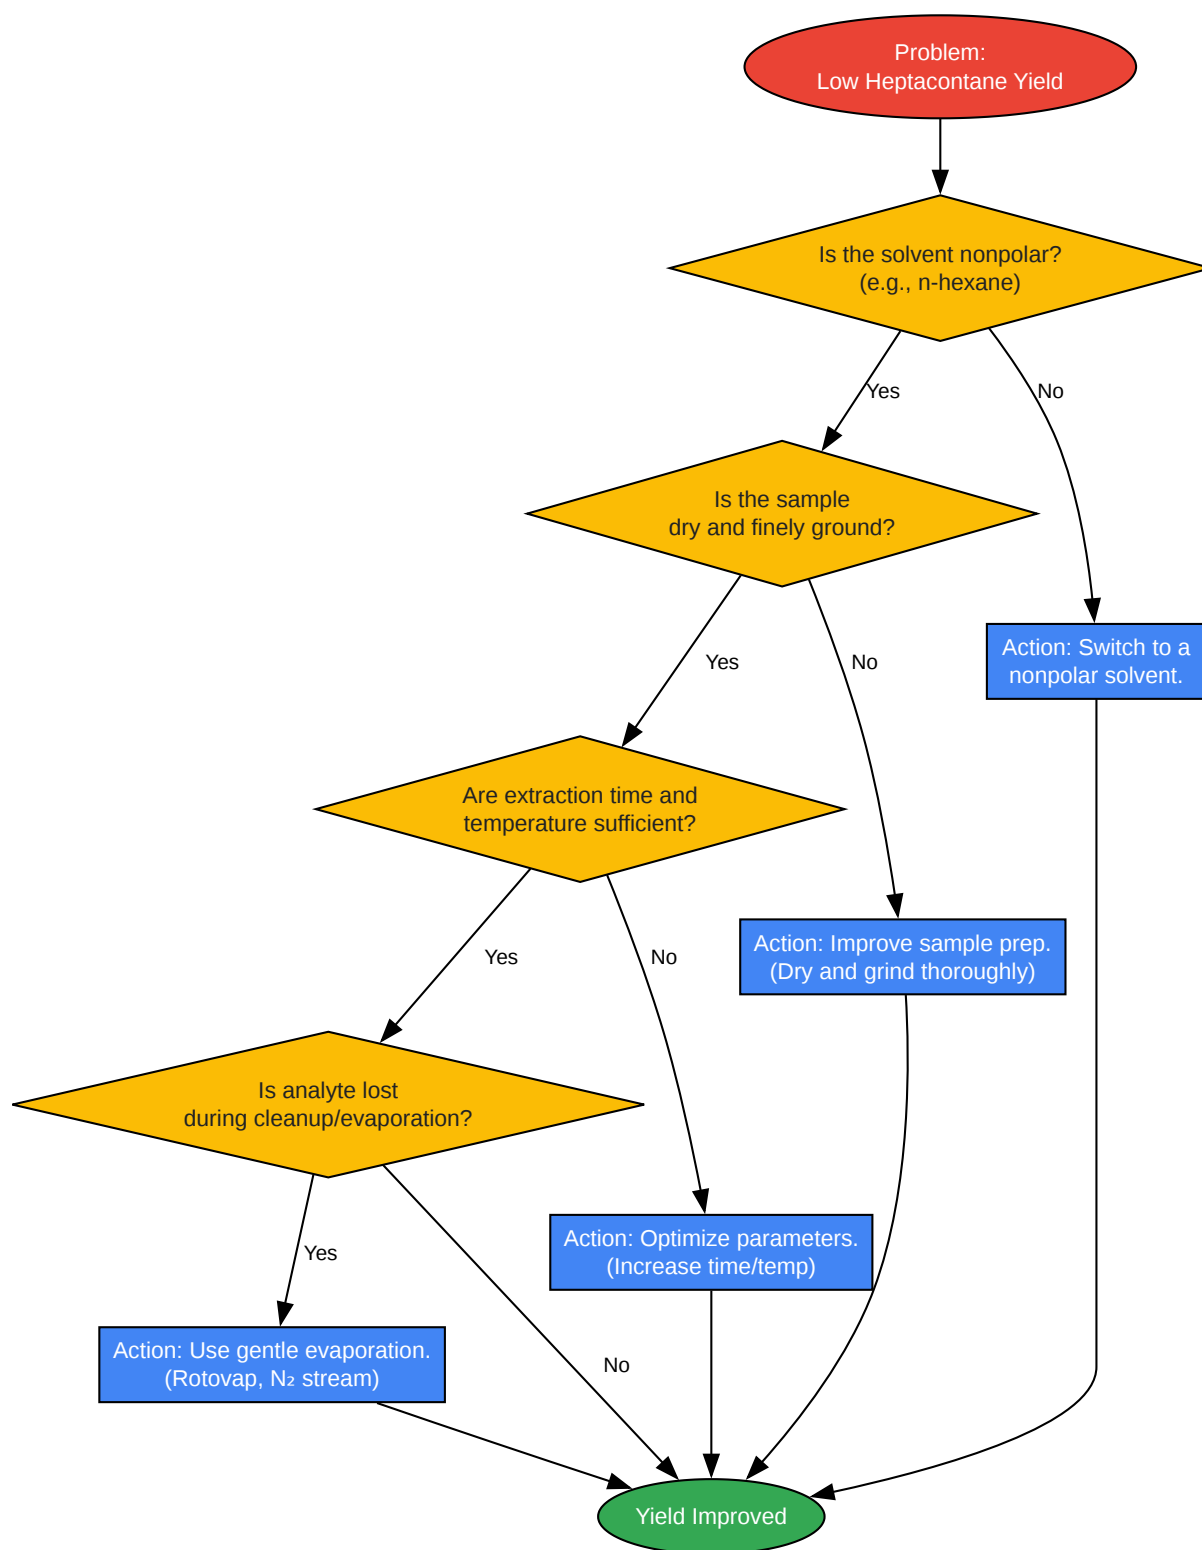 Problem:
Low Heptacontane Yield
Is the solvent nonpolar?
(e.g., n-hexane)
Yes
No
Is the sample
dry and finely ground?
Action: Switch to a
nonpolar solvent.
Yes
No
Are extraction time and
temperature sufficient?
Action: Improve sample prep.
(Dry and grind thoroughly)
Yes
No
Is analyte lost
during cleanup/evaporation?
Action: Optimize parameters.
(Increase time/temp)
Yes
No
Action: Use gentle evaporation.
(Rotovap, N₂ stream)
Yield Improved